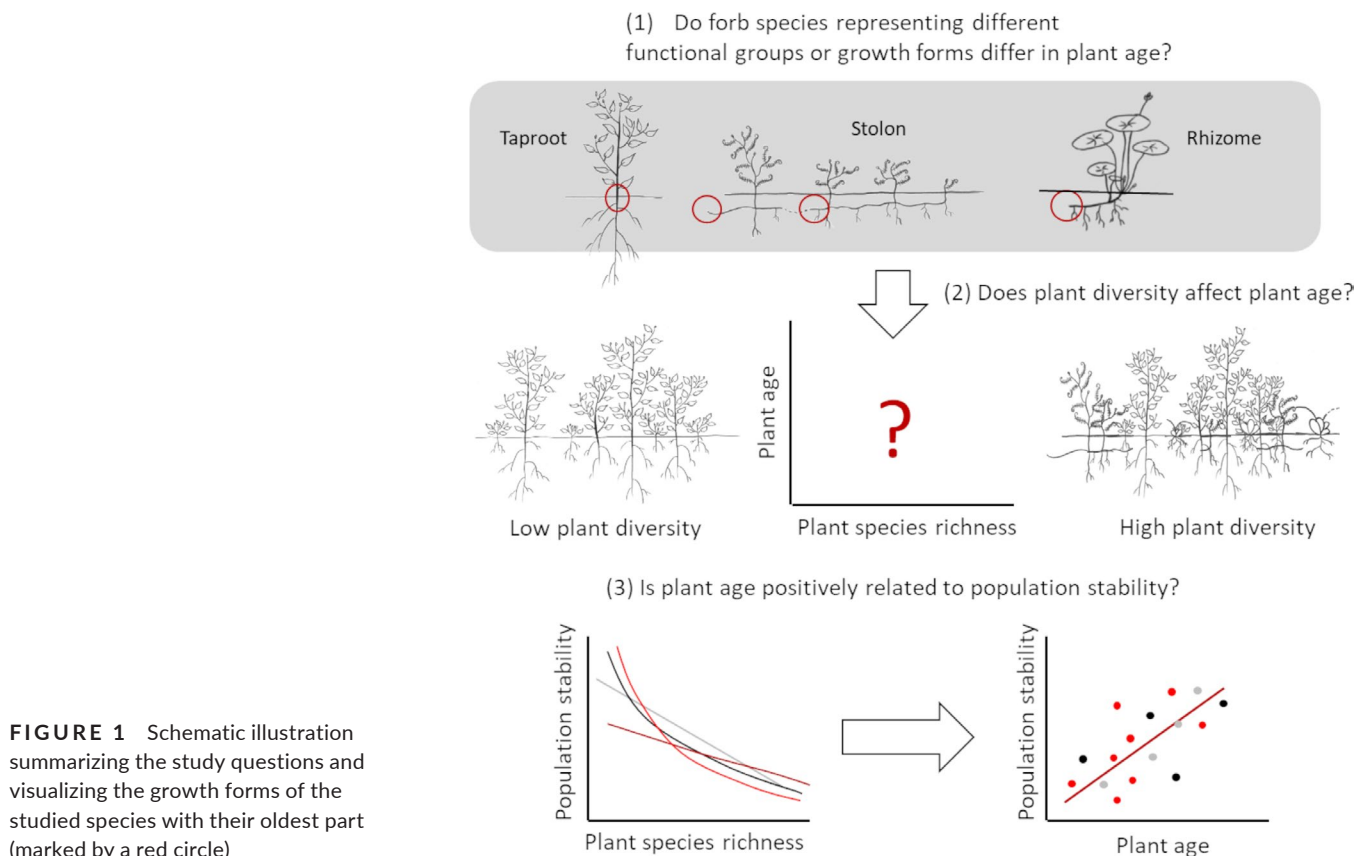 (1) Do forb species representing different
functional groups or growth forms differ in plant age?
Taproot
Stolon
Rhizome
(2) Does plant diversity affect plant age?
Plant age
?
Low plant diversity
Plant species richness
High plant diversity
(3) Is plant age positively related to population stability?
Population stability
Plant species richness
Population stability
Plant age
FIGURE 1 Schematic illustration
summarizing the study questions and
visualizing the growth forms of the
studied species with their oldest part
(marked by a red circle)